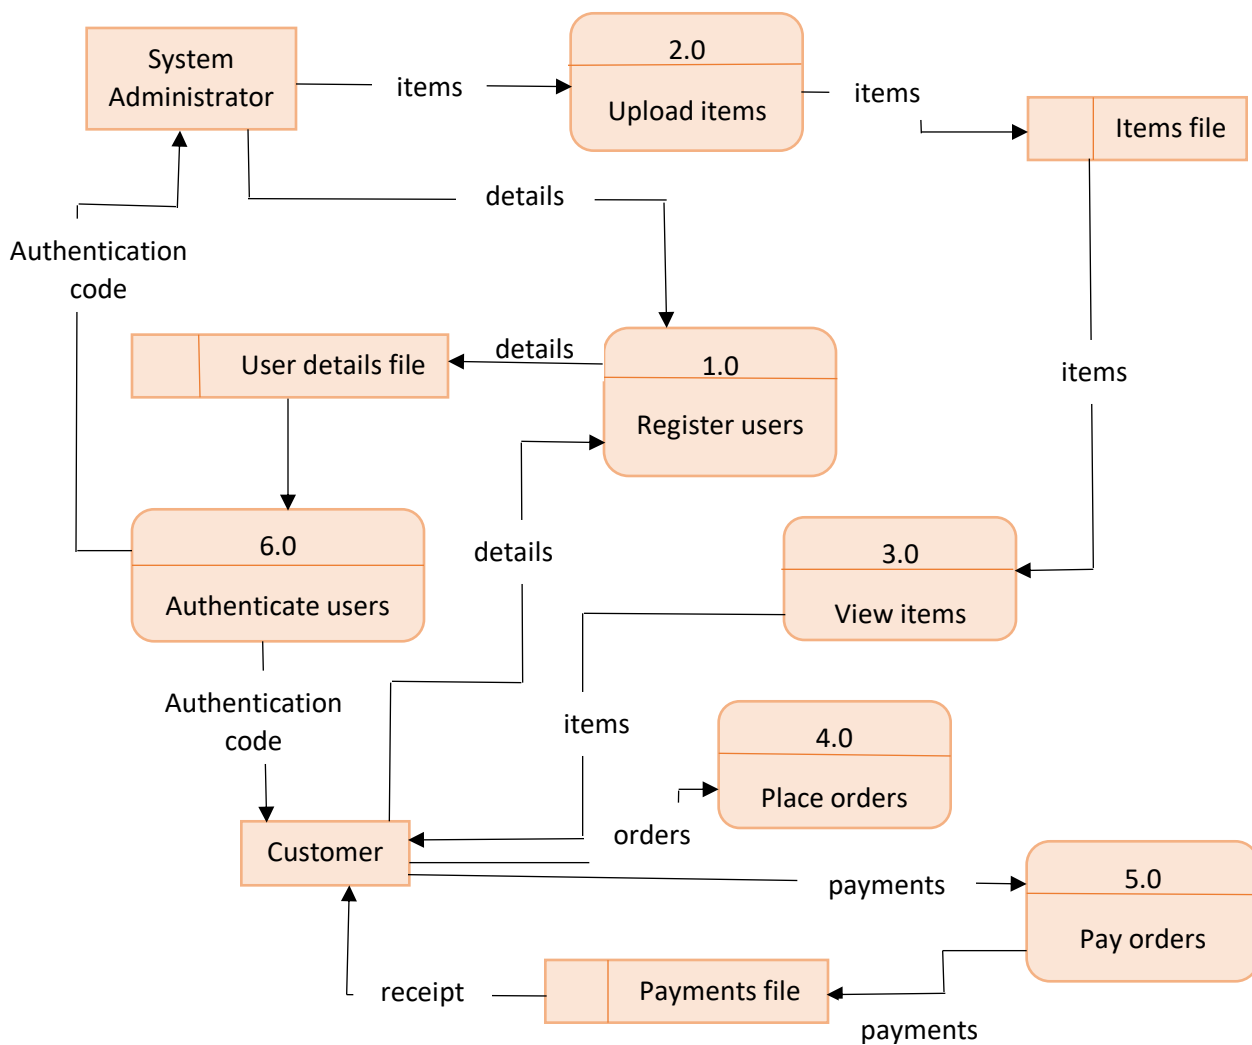 System
Administrator
items
2.0
Upload items
items
Items file
details
Authentication
code
User details file
details
1.0
Register users
items
6.0
Authenticate users
details
3.0
View items
Authentication
code
items
4.0
Place orders
orders
Customer
payments
5.0
Pay orders
receipt
Payments file
payments